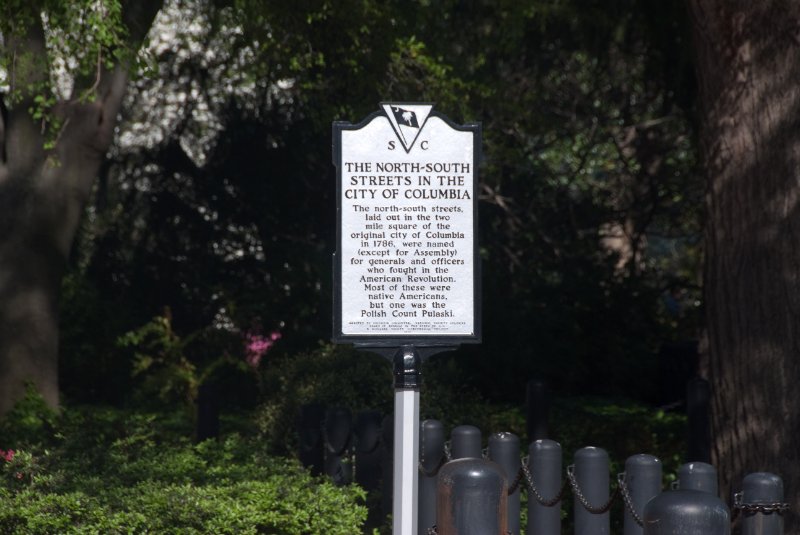 S C
THE NORTH-SOUTH
STREETS IN THE
CITY OF COLUMBIA
The north-south streets,
laid out in the two
mile square of the
original city of Columbia
in 1786, were named
(except for Assembly)
for generals and officers
who fought in the
American Revolution.
Most of these were
native Americans,
but one was the
Polish Count Pulaski.